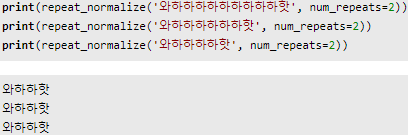 print(repeat_normalize('와하하하하하하하하하핫', num_repeats=2))
print(repeat_normalize('와하하하하하하핫', num_repeats=2))
print(repeat_normalize('와하하하하핫', num_repeats=2))
와하하핫
와하하핫
와하하핫